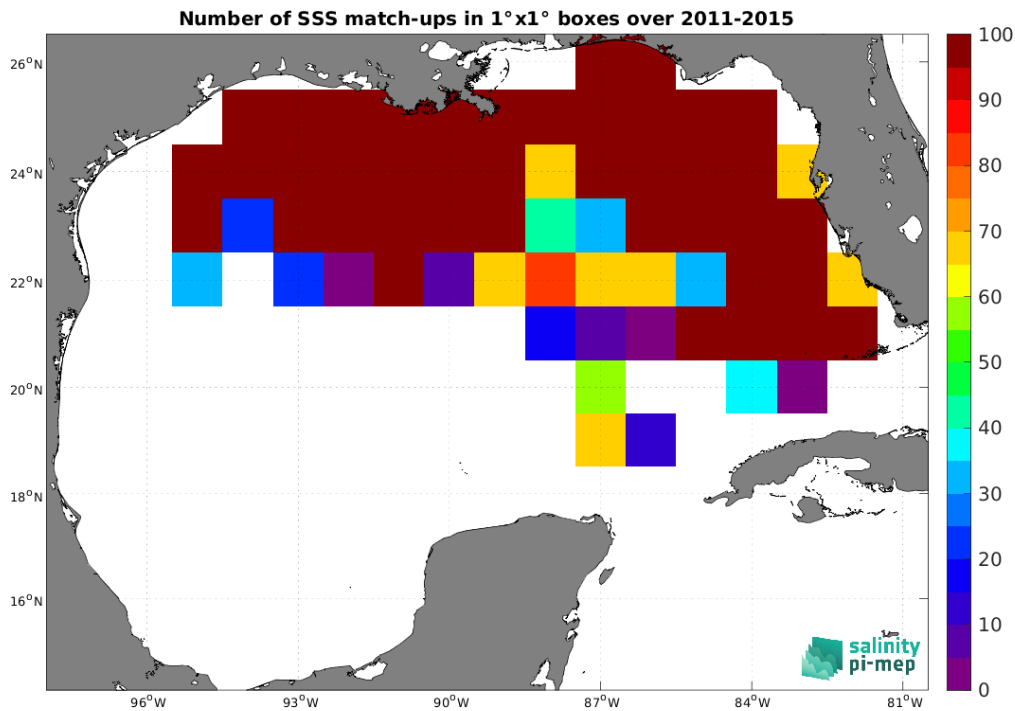 Number of SSS match-ups in 1°x1° boxes over 2011-2015
26°N
24°N
22°N
20°N
18°N
16°N
96°W
93°W
90°W
87°W
84°W
81°W
100
90
80
70
60
50
40
30
20
10
0
salinity
pi-mep